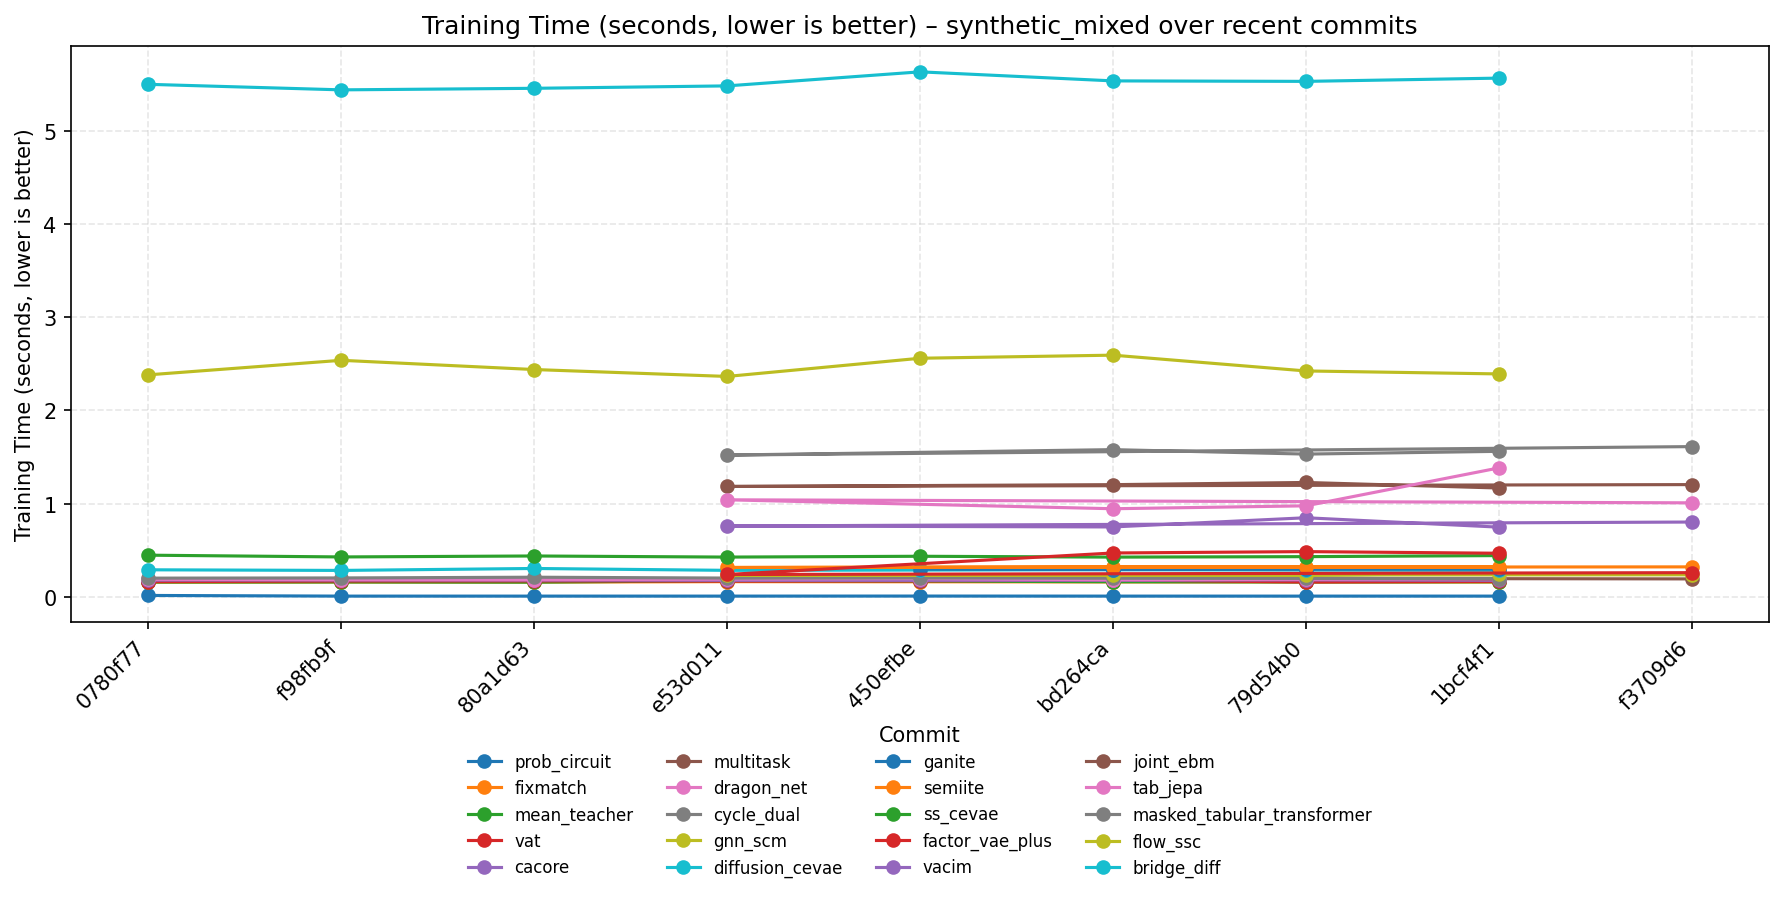 Training Time (seconds, lower is better) – synthetic_mixed over recent commits
Training Time (seconds, lower is better)
5
4
3
2
1
0
0780f77
f98fb9f
80a1d63
e53d011
450efbe
bd264ca
79d54b0
1bcf4f1
f3709d6
Commit
prob_circuit
fixmatch
mean_teacher
vat
cacore
multitask
dragon_net
cycle_dual
gnn_scm
diffusion_cevae
ganite
semiite
ss_cevae
factor_vae_plus
vacim
joint_ebm
tab_jepa
masked_tabular_transformer
flow_ssc
bridge_diff